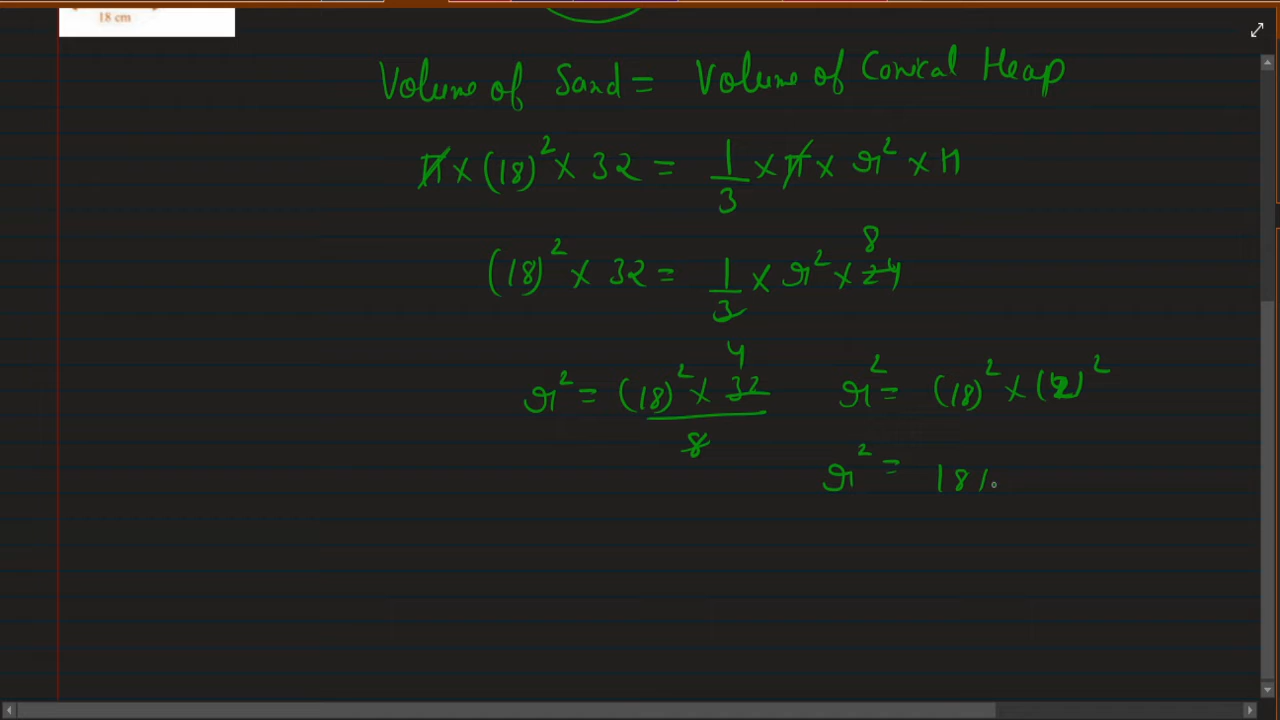 18 cm
Volume of Sand = Volume of Conical Heap
π × (18)² × 32 = 1/3 × π × r² × H
(18)² × 32 = 1/3 × r² × 24 8
r² = (18)² × 32 4 / 8
r² = (18)² × (2)²
r² = 18